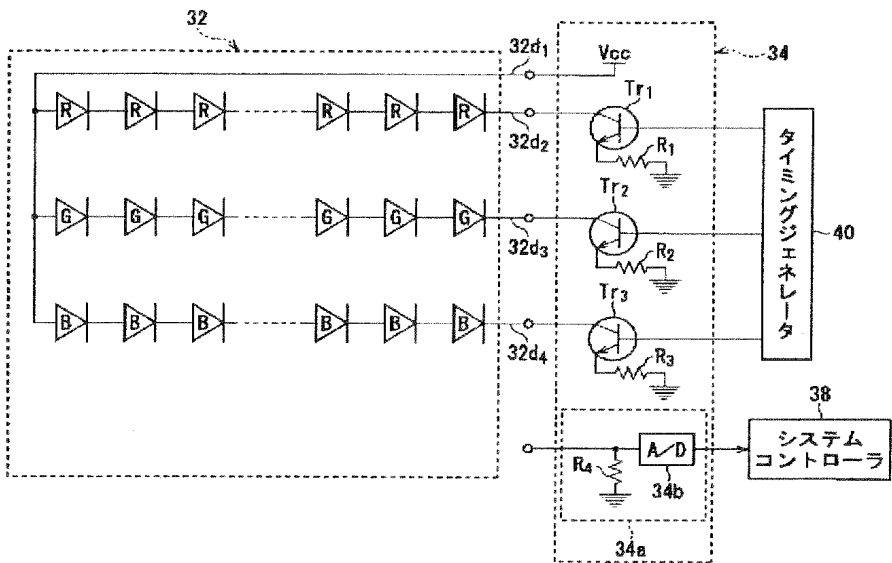 32
32d1
Vcc
34
Tr1
R R R R R R
32d2
R1
Tr2
G G G G G G
32d3
R2
Tr3
B B B B B B
32d4
R3
タイミングジェネレータ
40
38
システム
コントローラ
R4
A/D
34b
34a